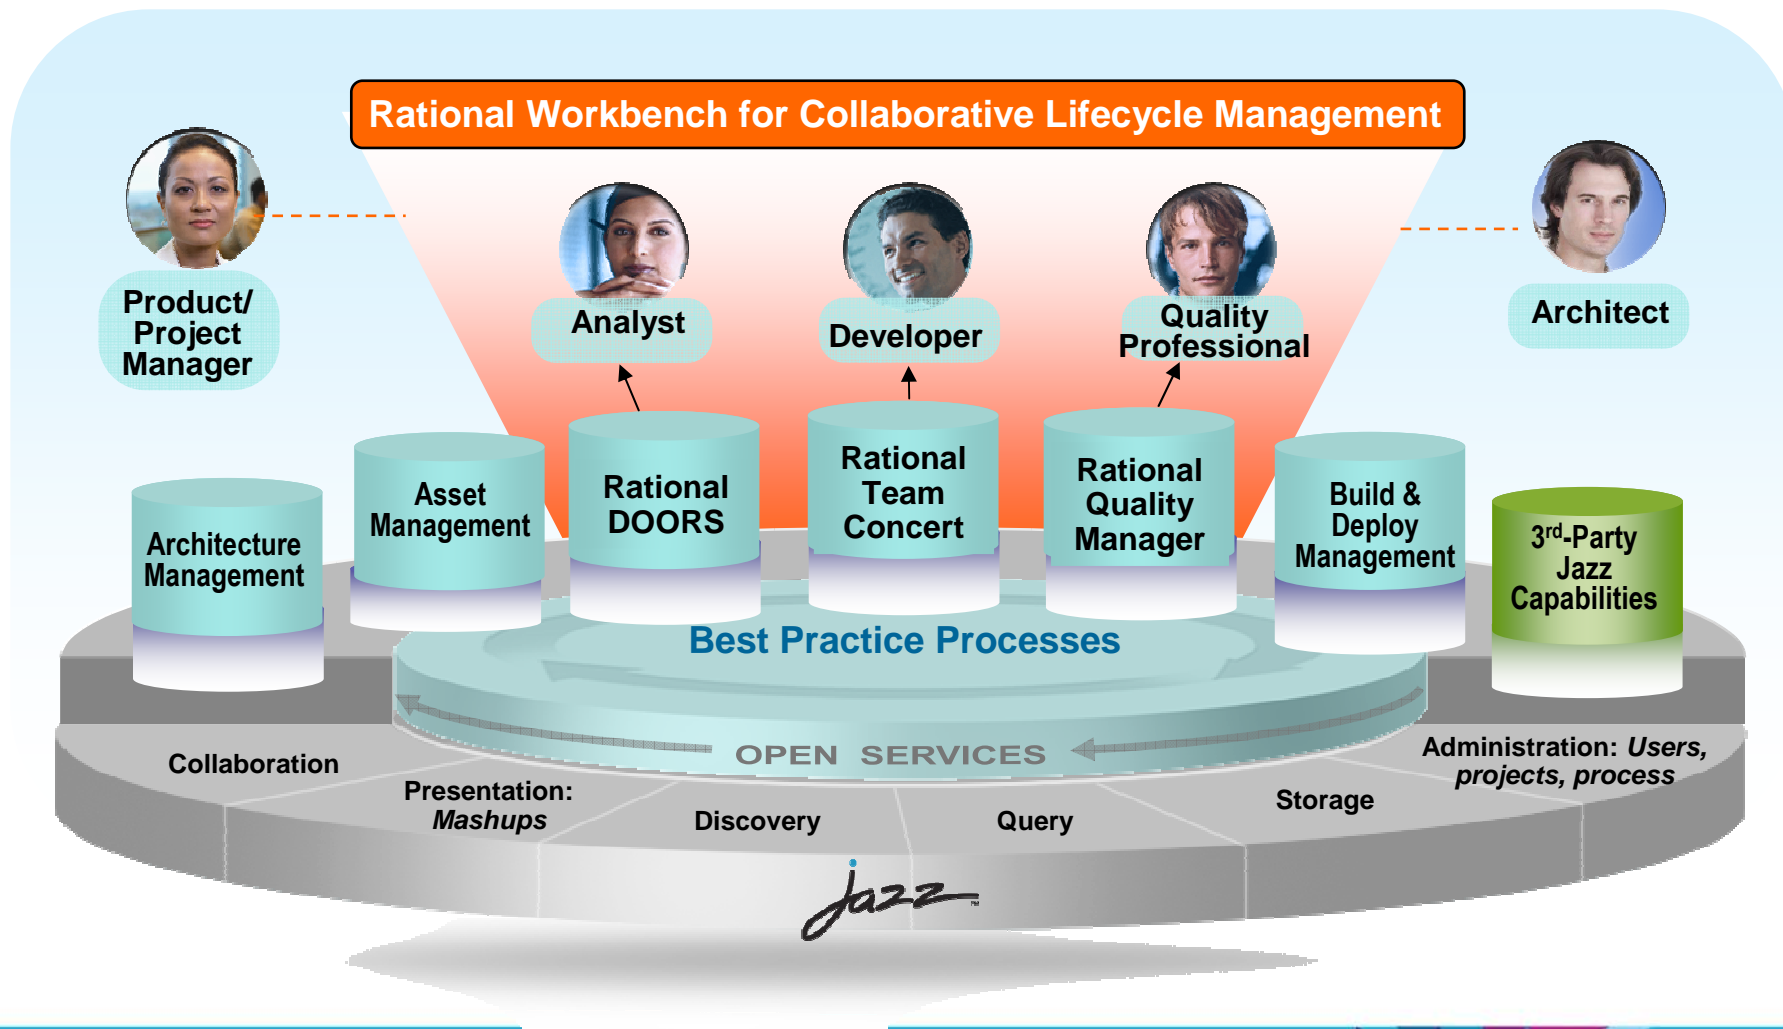 Rational Workbench for Collaborative Lifecycle Management
Product/
Project
Manager
Analyst
Developer
Quality
Professional
Architect
Architecture
Management
Asset
Management
Rational
DOORS
Rational
Team
Concert
Rational
Quality
Manager
Build &
Deploy
Management
3rd-Party
Jazz
Capabilities
Best Practice Processes
OPEN SERVICES
Collaboration
Presentation:
Mashups
Discovery
Query
Storage
Administration: Users,
projects, process
jazz™